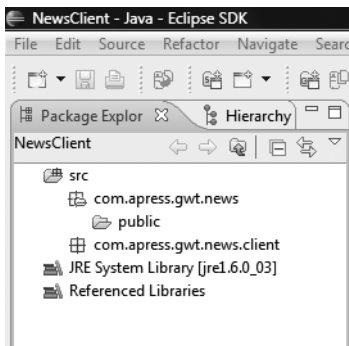 NewsClient - Java - Eclipse SDK
File Edit Source Refactor Navigate Searc
Package Explor Hierarchy
NewsClient
src
com.apress.gwt.news
public
com.apress.gwt.news.client
JRE System Library [jre1.6.0_03]
Referenced Libraries